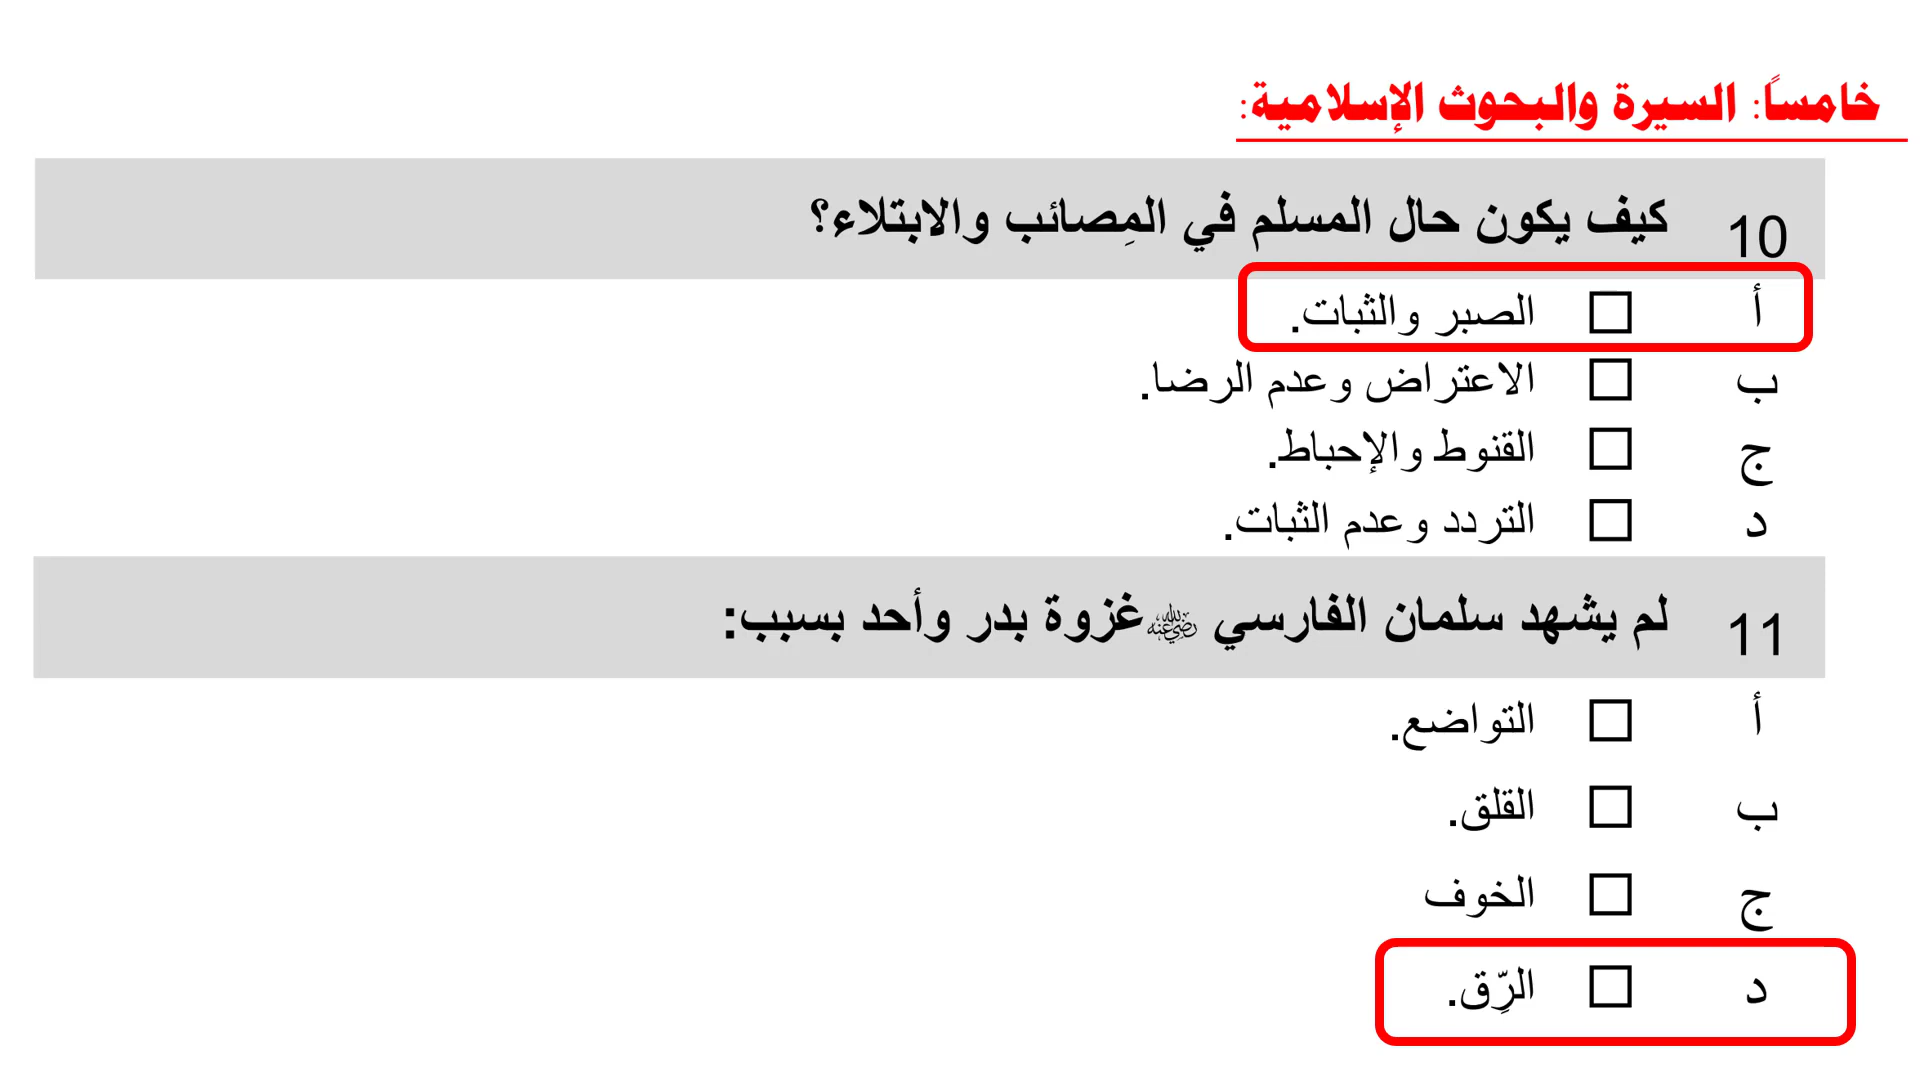 خامساً: السيرة والبحوث الإسلامية:
10 كيف يكون حال المسلم في المِصائب والابتلاء؟
أ ☐ الصبر والثبات.
ب ☐ الاعتراض وعدم الرضا.
ج ☐ القنوط والإحباط.
د ☐ التردد وعدم الثبات.
11 لم يشهد سلمان الفارسي رضي الله عنه غزوة بدر وأحد بسبب:
أ ☐ التواضع.
ب ☐ القلق.
ج ☐ الخوف
د ☐ الرِّق.